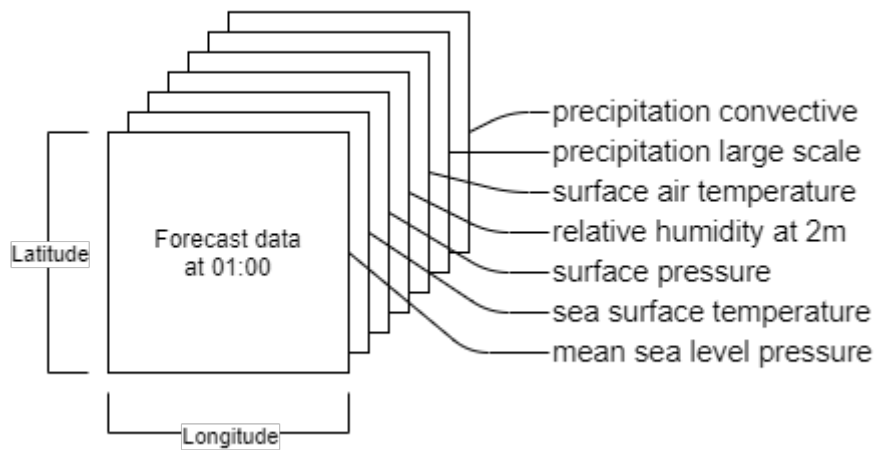 precipitation convective
precipitation large scale
surface air temperature
relative humidity at 2m
surface pressure
sea surface temperature
mean sea level pressure
Forecast data
at 01:00
Latitude
Longitude